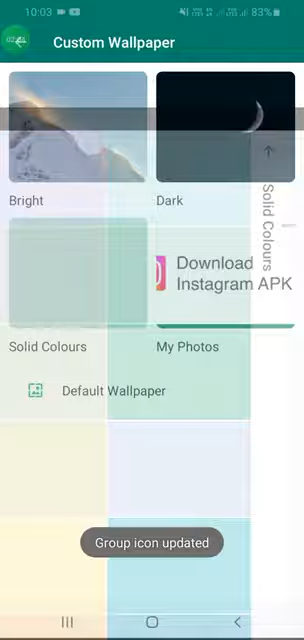 10:03
83%
Custom Wallpaper
Bright
Dark
Solid Colours
Download
Instagram APK
Solid Colours
My Photos
Default Wallpaper
Group icon updated